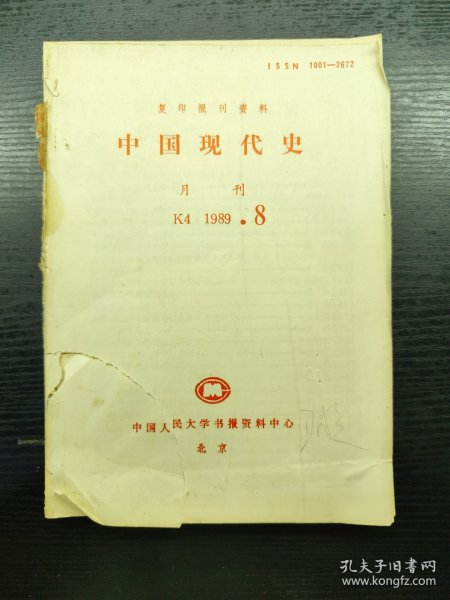 ISSN 1001—2672
复印报刊资料
中国现代史
月刊
K4 1989.8
中国人民大学书报资料中心
北京
孔夫子旧书网
www.kongfz.com